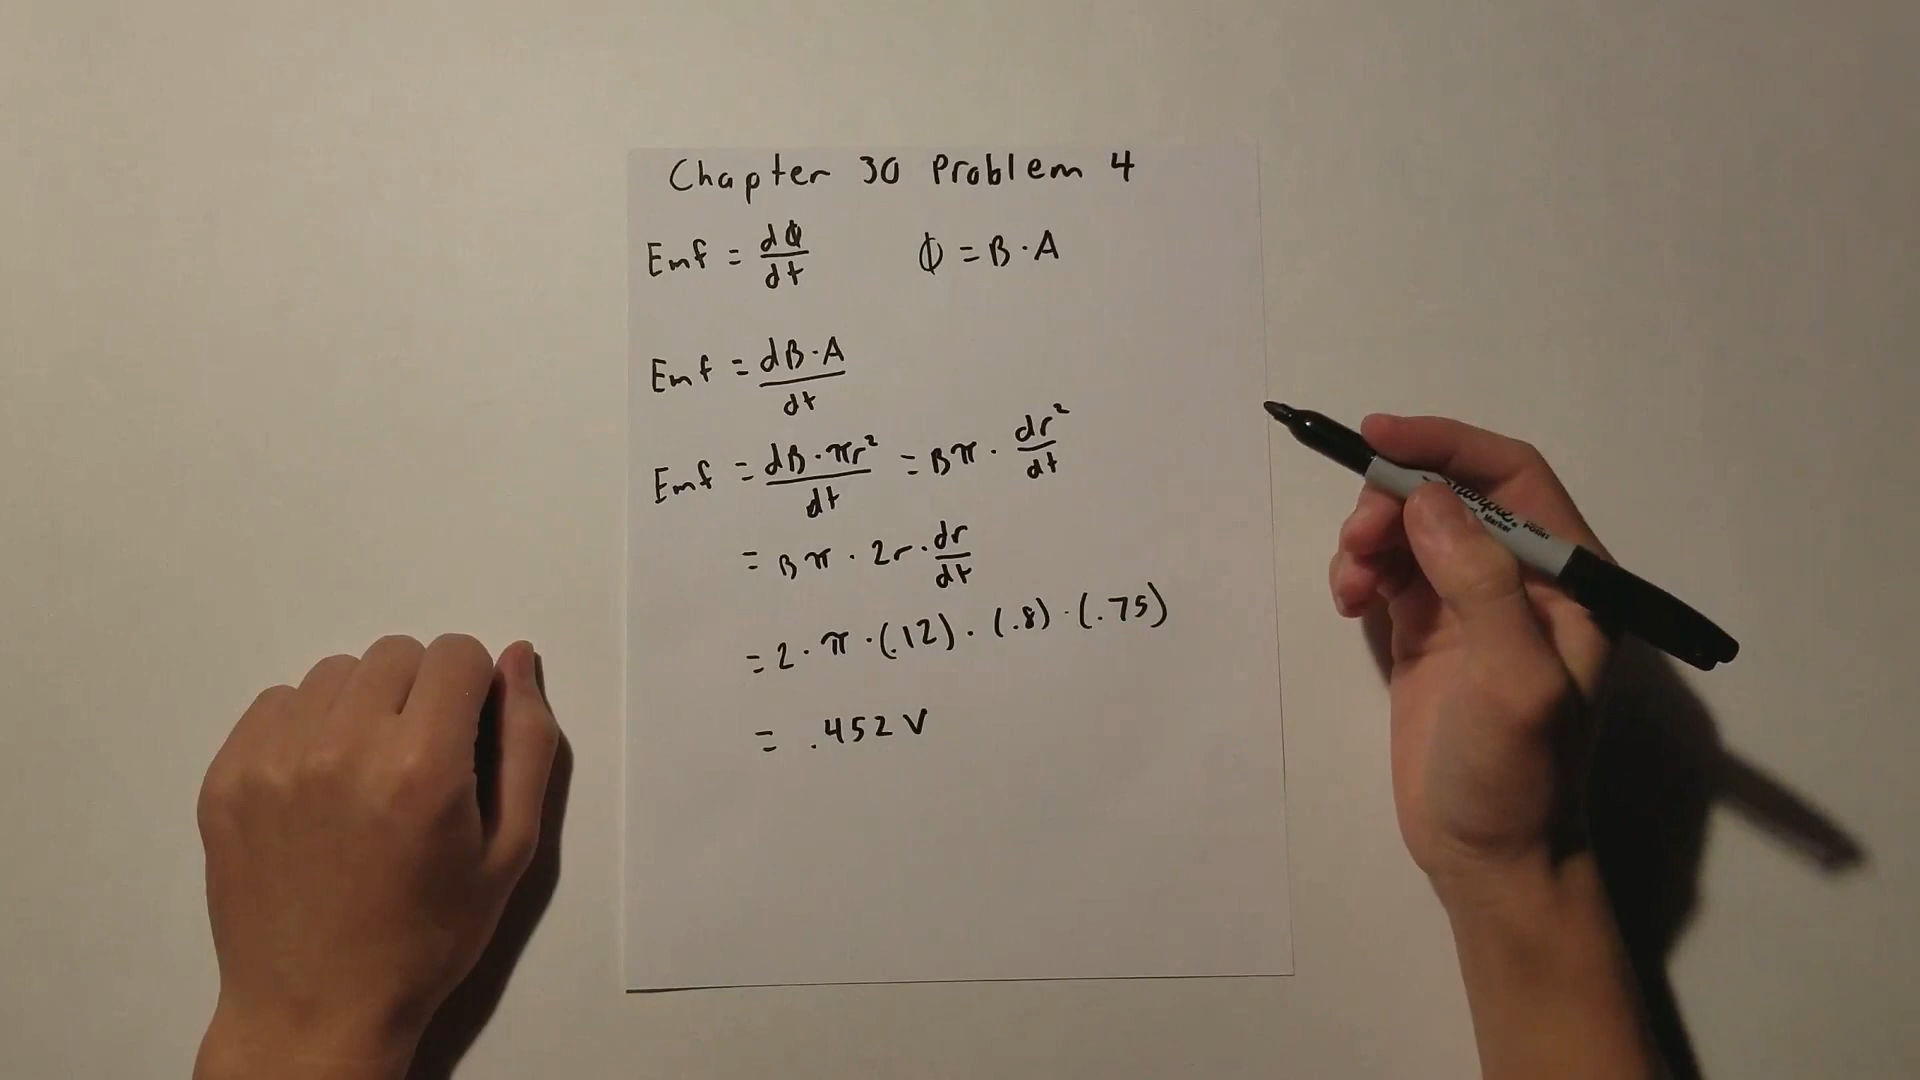 Chapter 30 Problem 4
Emf = dΦ/dt    Φ = B · A
Emf = dB·A/dt
Emf = dB·πr²/dt = Bπ · dr²/dt
= Bπ · 2r · dr/dt
= 2 · π · (.12) · (.8) · (.75)
= .452 V
Sharpie